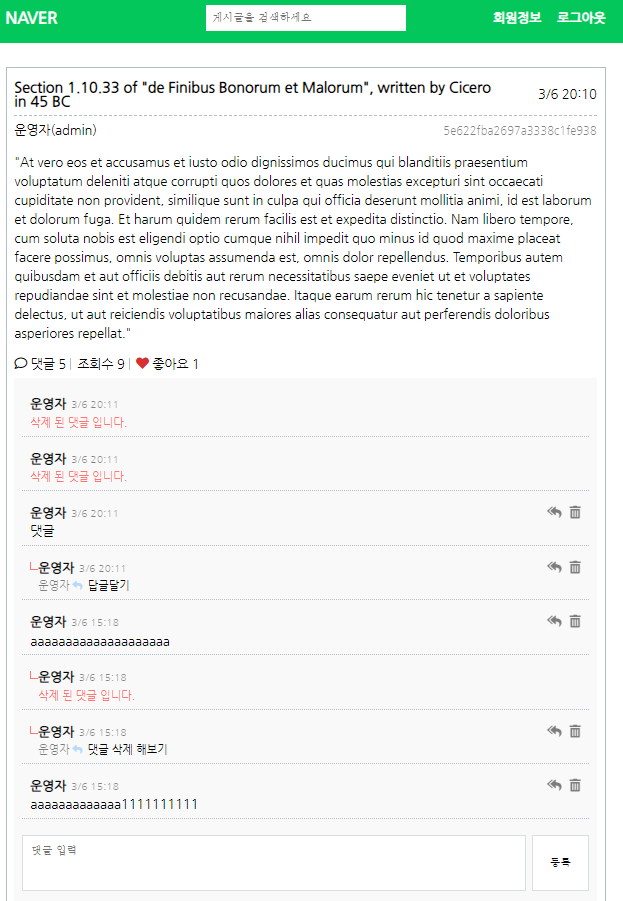 NAVER 게시글을 검색하세요 회원정보 로그아웃
Section 1.10.33 of "de Finibus Bonorum et Malorum", written by Cicero
in 45 BC
3/6 20:10
운영자(admin) 5e622fba2697a3338c1fe938
"At vero eos et accusamus et iusto odio dignissimos ducimus qui blanditiis praesentium
voluptatum deleniti atque corrupti quos dolores et quas molestias excepturi sint occaecati
cupiditate non provident, similique sunt in culpa qui officia deserunt mollitia animi, id est laborum
et dolorum fuga. Et harum quidem rerum facilis est et expedita distinctio. Nam libero tempore,
cum soluta nobis est eligendi optio cumque nihil impedit quo minus id quod maxime placeat
facere possimus, omnis voluptas assumenda est, omnis dolor repellendus. Temporibus autem
quibusdam et aut officiis debitis aut rerum necessitatibus saepe eveniet ut et voluptates
repudiandae sint et molestiae non recusandae. Itaque earum rerum hic tenetur a sapiente
delectus, ut aut reiciendis voluptatibus maiores alias consequatur aut perferendis doloribus
asperiores repellat."
댓글 5 | 조회수 9 | 좋아요 1
운영자 3/6 20:11
삭제 된 댓글 입니다.
운영자 3/6 20:11
삭제 된 댓글 입니다.
운영자 3/6 20:11
댓글
운영자 3/6 20:11
운영자 답글달기
운영자 3/6 15:18
aaaaaaaaaaaaaaaaaaaa
운영자 3/6 15:18
삭제 된 댓글 입니다.
운영자 3/6 15:18
운영자 댓글 삭제 해보기
운영자 3/6 15:18
aaaaaaaaaaaaa1111111111
댓글 입력
등록